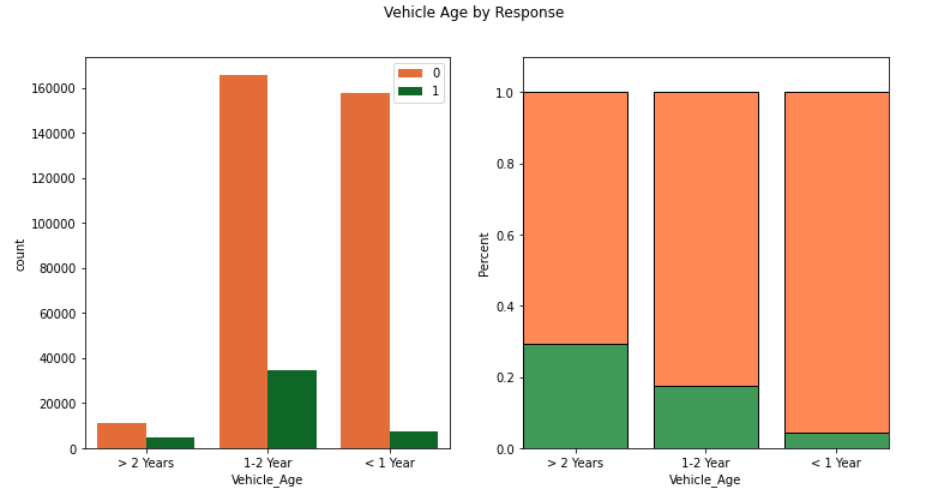 Vehicle Age by Response
160000
140000
120000
100000
80000
60000
40000
20000
0
count
> 2 Years 1-2 Year < 1 Year
Vehicle_Age
0
1
1.0
0.8
0.6
0.4
0.2
0.0
Percent
> 2 Years 1-2 Year < 1 Year
Vehicle_Age